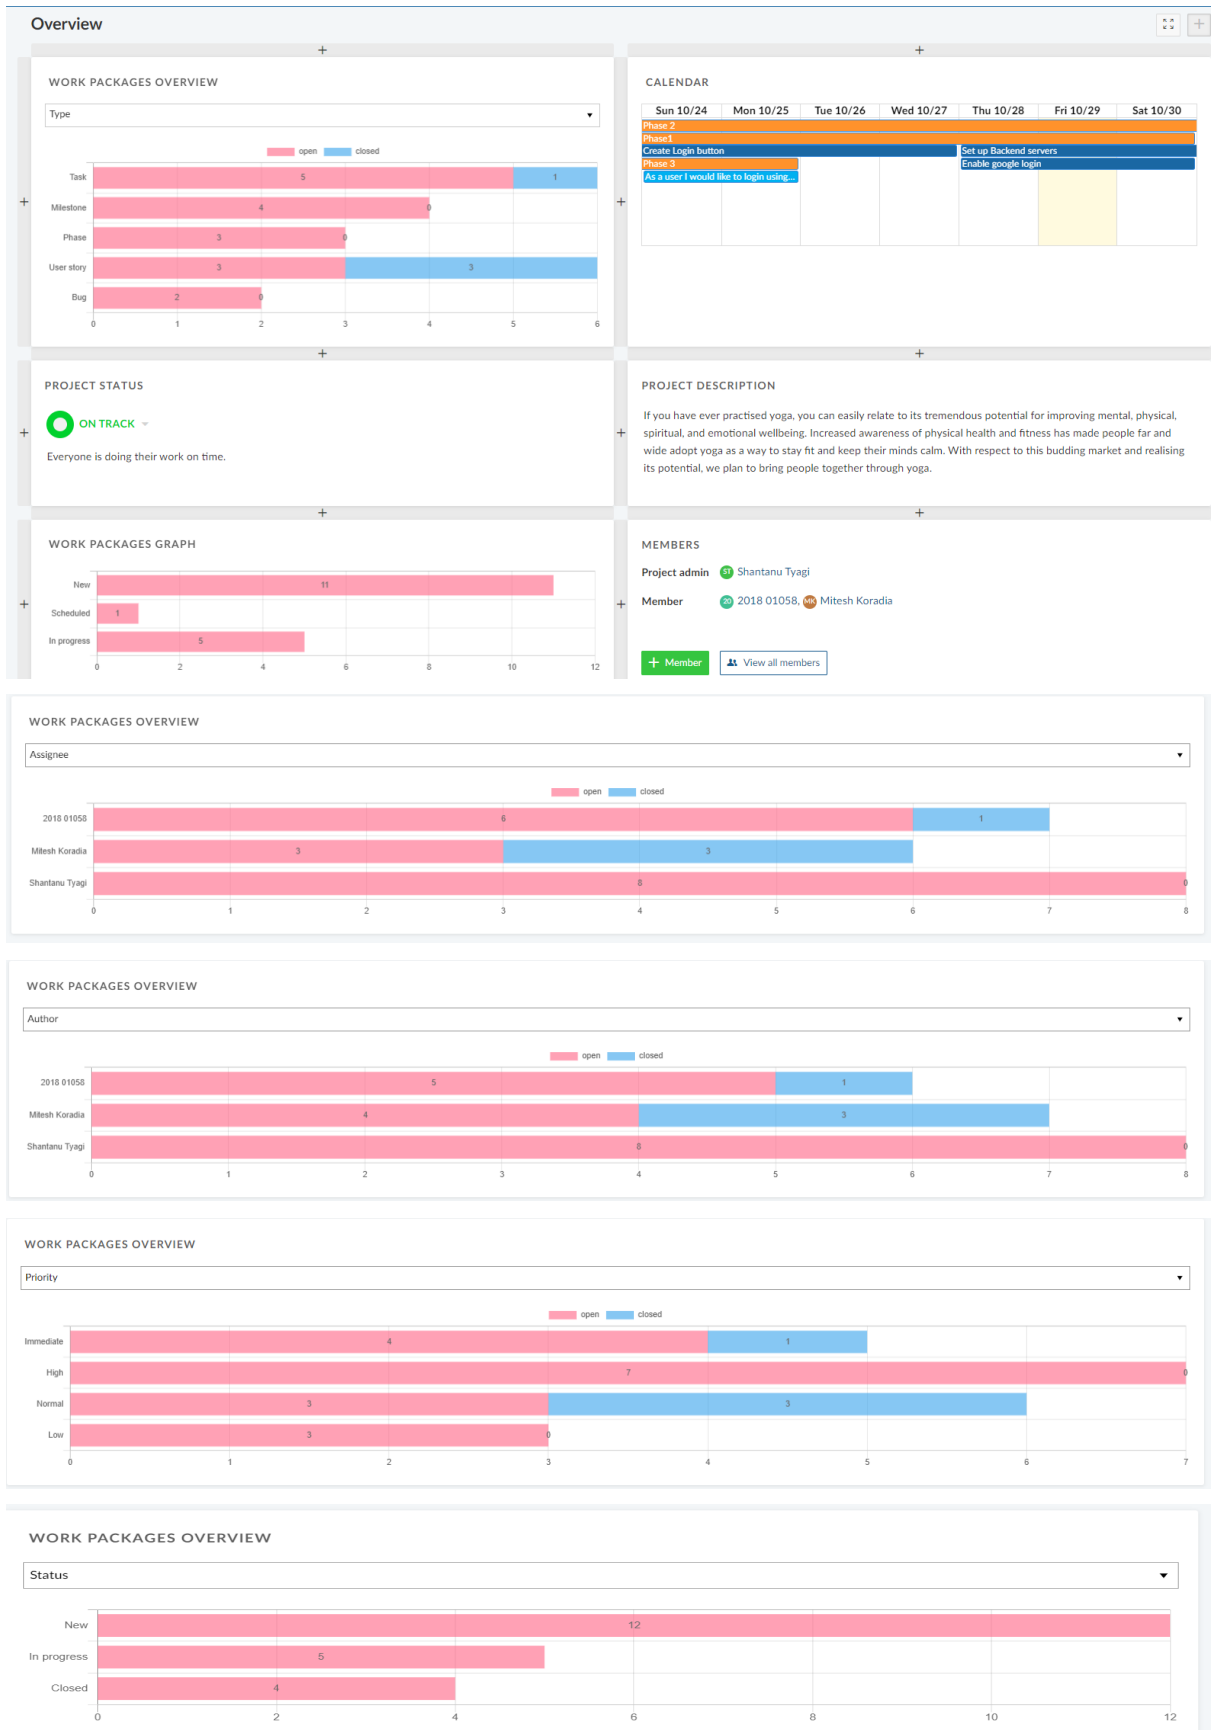 Overview
WORK PACKAGES OVERVIEW
Type
open closed
Task 5 1
Milestone 4 0
Phase 3 0
User story 3 3
Bug 2 0
0 1 2 3 4 5 6
CALENDAR
Sun 10/24 Mon 10/25 Tue 10/26 Wed 10/27 Thu 10/28 Fri 10/29 Sat 10/30
Phase 2
Phase1
Create Login button Set up Backend servers
Phase 3 Enable google login
As a user I would like to login using...
PROJECT STATUS
ON TRACK
Everyone is doing their work on time.
PROJECT DESCRIPTION
If you have ever practised yoga, you can easily relate to its tremendous potential for improving mental, physical,
spiritual, and emotional wellbeing. Increased awareness of physical health and fitness has made people far and
wide adopt yoga as a way to stay fit and keep their minds calm. With respect to this budding market and realising
its potential, we plan to bring people together through yoga.
WORK PACKAGES GRAPH
New 11
Scheduled 1
In progress 5
0 2 4 6 8 10 12
MEMBERS
Project admin ST Shantanu Tyagi
Member 20 2018 01058, MK Mitesh Koradia
+ Member View all members
WORK PACKAGES OVERVIEW
Assignee
open closed
2018 01058 6 1
Mitesh Koradia 3 3
Shantanu Tyagi 8 0
0 1 2 3 4 5 6 7 8
WORK PACKAGES OVERVIEW
Author
open closed
2018 01058 5 1
Mitesh Koradia 4 3
Shantanu Tyagi 8 0
0 1 2 3 4 5 6 7 8
WORK PACKAGES OVERVIEW
Priority
open closed
Immediate 4 1
High 7 0
Normal 3 3
Low 3 0
0 1 2 3 4 5 6 7
WORK PACKAGES OVERVIEW
Status
New 12
In progress 5
Closed 4
0 2 4 6 8 10 12